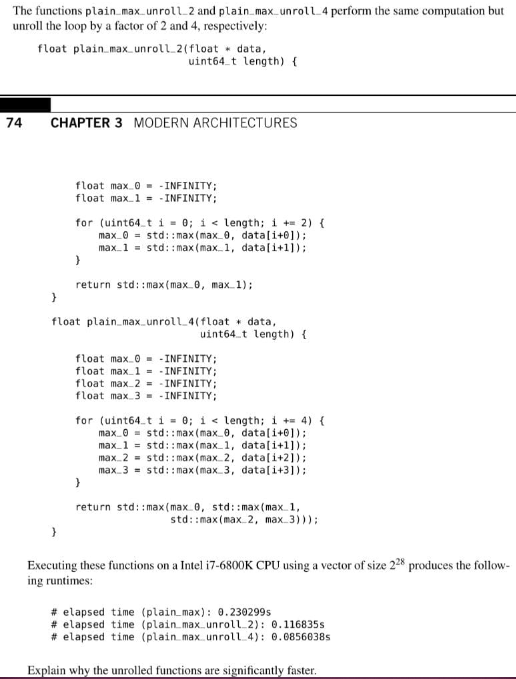 The functions plain_max_unroll_2 and plain_max_unroll_4 perform the same computation but
unroll the loop by a factor of 2 and 4, respectively:
float plain_max_unroll_2(float * data,
uint64_t length) {
74 CHAPTER 3 MODERN ARCHITECTURES
float max_0 = -INFINITY;
float max_1 = -INFINITY;
for (uint64_t i = 0; i < length; i += 2) {
max_0 = std::max(max_0, data[i+0]);
max_1 = std::max(max_1, data[i+1]);
}
return std::max(max_0, max_1);
}
float plain_max_unroll_4(float * data,
uint64_t length) {
float max_0 = -INFINITY;
float max_1 = -INFINITY;
float max_2 = -INFINITY;
float max_3 = -INFINITY;
for (uint64_t i = 0; i < length; i += 4) {
max_0 = std::max(max_0, data[i+0]);
max_1 = std::max(max_1, data[i+1]);
max_2 = std::max(max_2, data[i+2]);
max_3 = std::max(max_3, data[i+3]);
}
return std::max(max_0, std::max(max_1,
std::max(max_2, max_3)));
}
Executing these functions on a Intel i7-6800K CPU using a vector of size 2²⁸ produces the follow-
ing runtimes:
# elapsed time (plain_max): 0.230299s
# elapsed time (plain_max_unroll_2): 0.116835s
# elapsed time (plain_max_unroll_4): 0.0856038s
Explain why the unrolled functions are significantly faster.